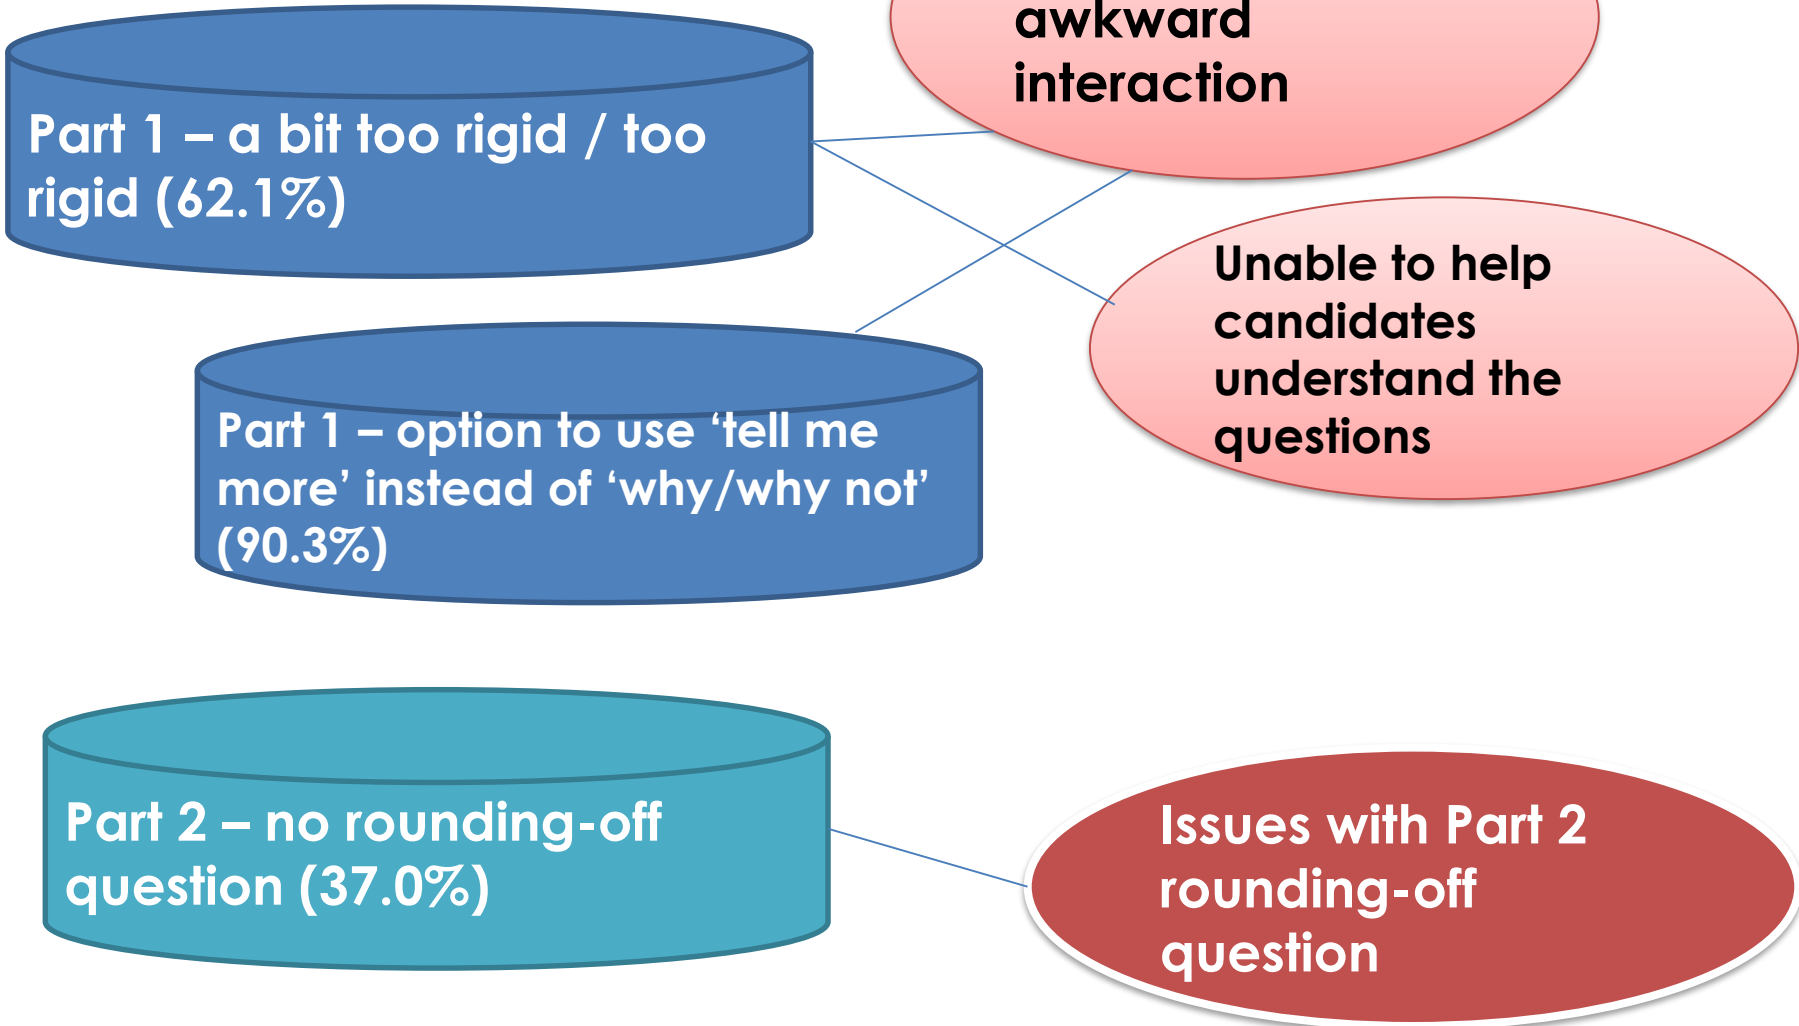 awkward
interaction
Part 1 – a bit too rigid / too
rigid (62.1%)
Unable to help
candidates
understand the
questions
Part 1 – option to use ‘tell me
more’ instead of ‘why/why not’
(90.3%)
Part 2 – no rounding-off
question (37.0%)
Issues with Part 2
rounding-off
question